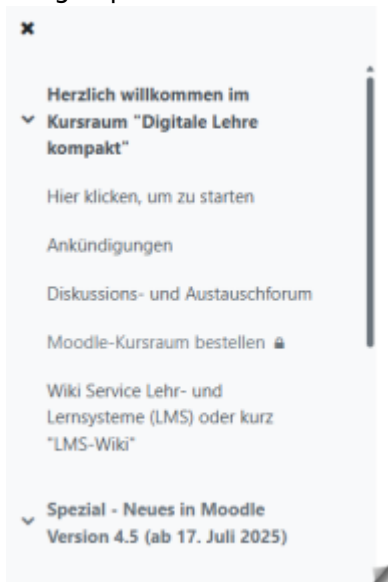 Herzlich willkommen im
Kursraum "Digitale Lehre
kompakt"
Hier klicken, um zu starten
Ankündigungen
Diskussions- und Austauschforum
Moodle-Kursraum bestellen
Wiki Service Lehr- und
Lernsysteme (LMS) oder kurz
"LMS-Wiki"
Spezial - Neues in Moodle
Version 4.5 (ab 17. Juli 2025)